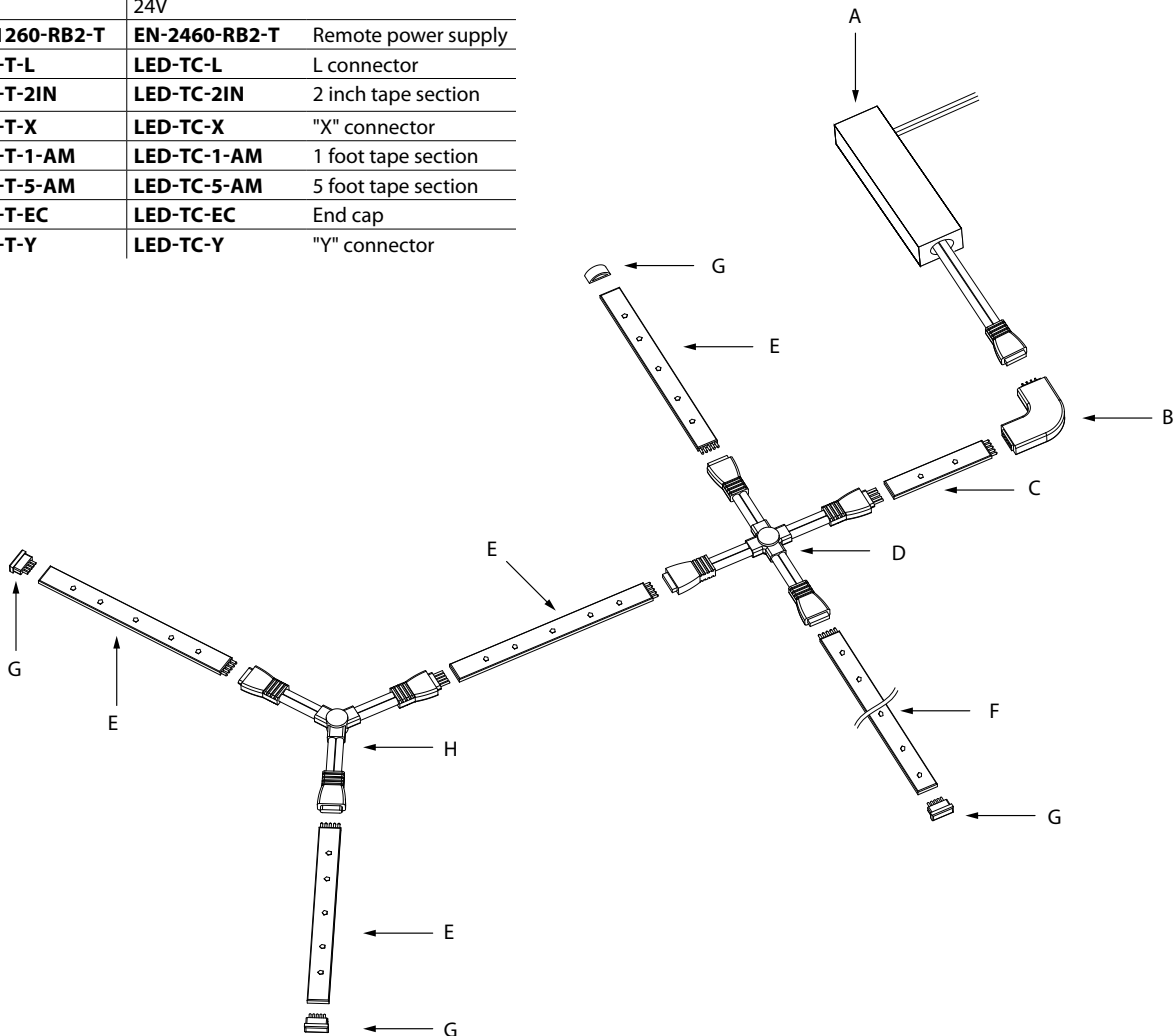 24V
1260-RB2-T EN-2460-RB2-T Remote power supply
-T-L LED-TC-L L connector
-T-2IN LED-TC-2IN 2 inch tape section
-T-X LED-TC-X "X" connector
-T-1-AM LED-TC-1-AM 1 foot tape section
-T-5-AM LED-TC-5-AM 5 foot tape section
-T-EC LED-TC-EC End cap
-T-Y LED-TC-Y "Y" connector
A
G
E
B
C
E
D
G
E
F
H
G
E
G